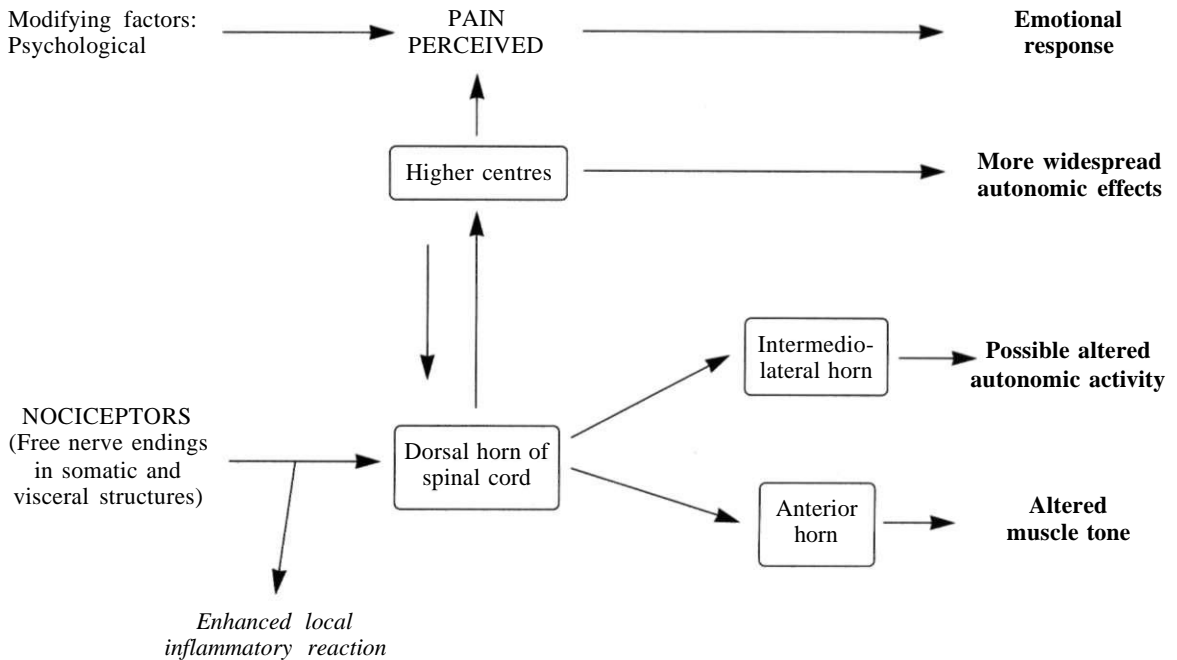 Modifying factors:
Psychological
PAIN
PERCEIVED
Emotional
response
Higher centres
More widespread
autonomic effects
Intermedio-
lateral horn
Possible altered
autonomic activity
NOCICEPTORS
(Free nerve endings
in somatic and
visceral structures)
Dorsal horn of
spinal cord
Anterior
horn
Altered
muscle tone
Enhanced local
inflammatory reaction